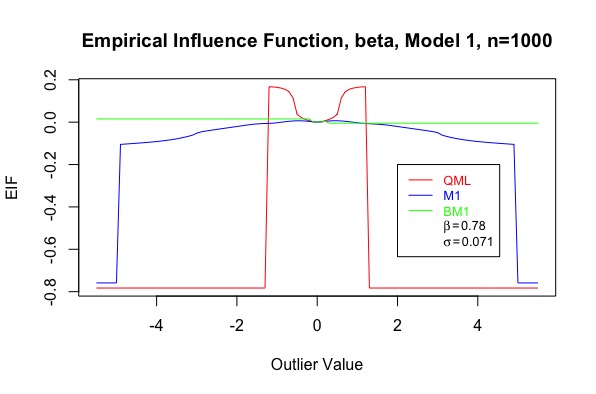 Empirical Influence Function, beta, Model 1, n=1000
EIF
0.2
0.0
-0.2
-0.4
-0.6
-0.8
QML
M1
BM1
β=0.78
σ=0.071
-4 -2 0 2 4
Outlier Value